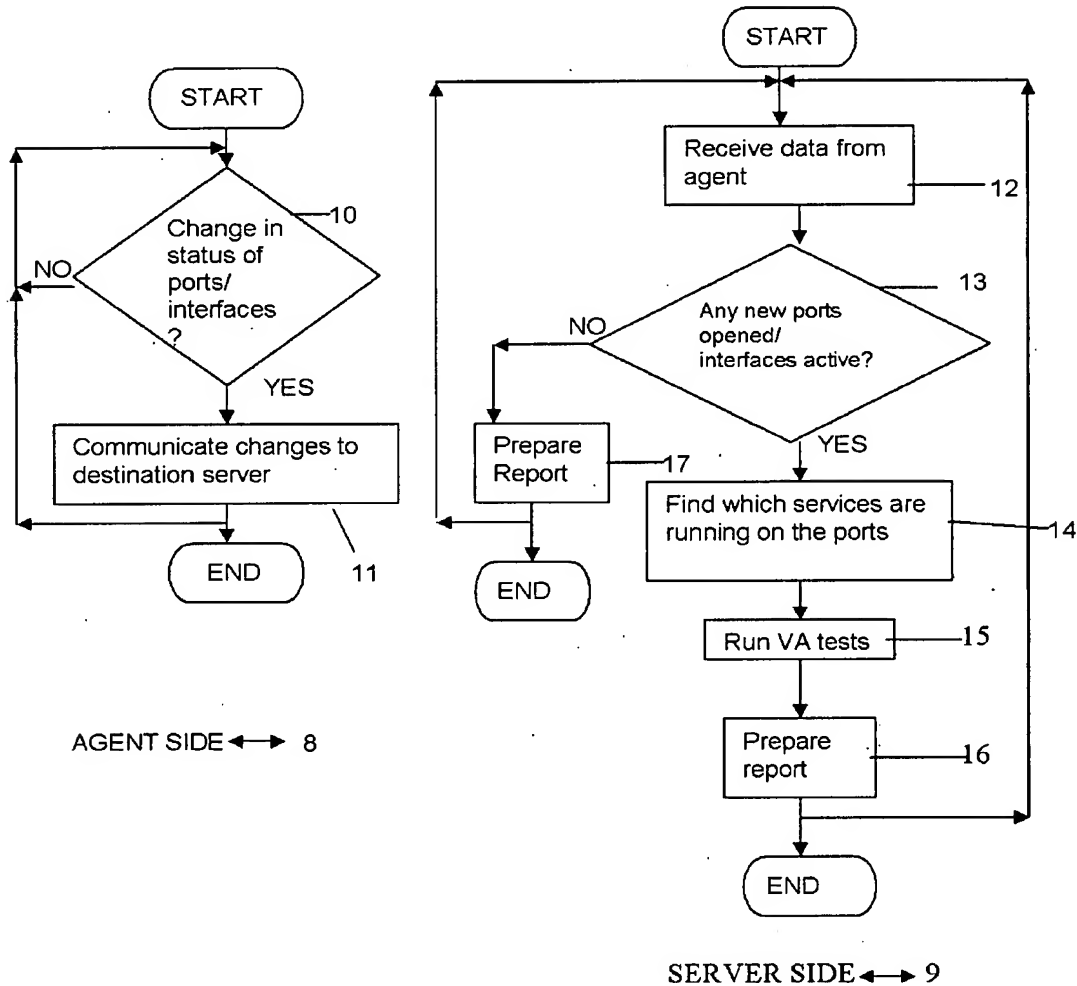 START
Change in
status of
ports/
interfaces
?
10
NO
YES
Communicate changes to
destination server
11
END
AGENT SIDE 8
START
Receive data from
agent
12
Any new ports
opened/
interfaces active?
13
NO
YES
Prepare
Report
17
END
Find which services are
running on the ports
14
Run VA tests
15
Prepare
report
16
END
SERVER SIDE 9